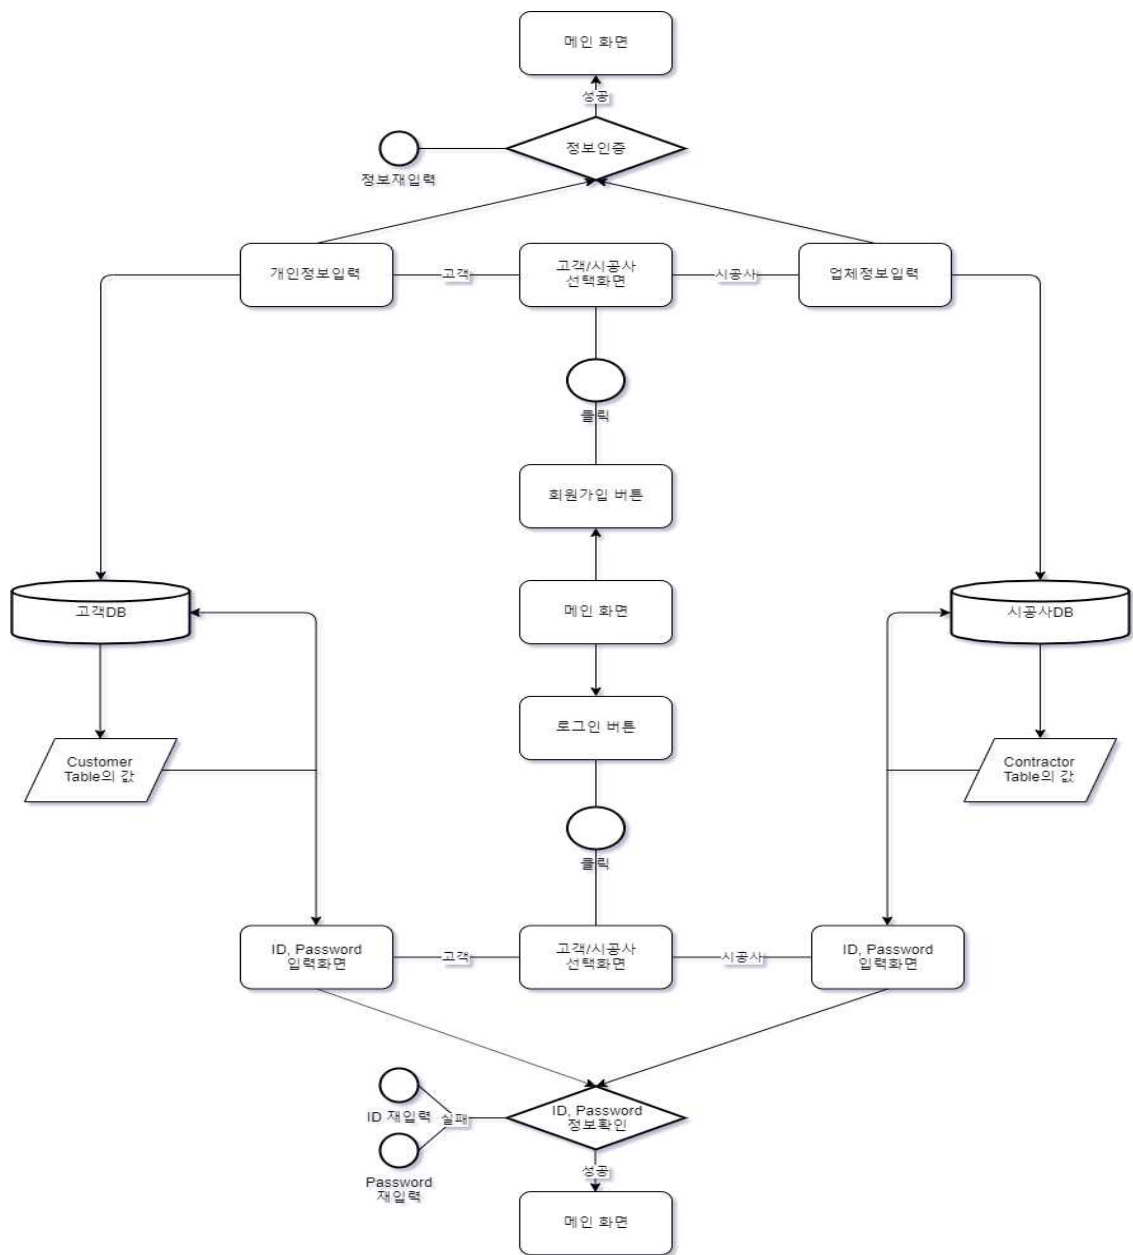 메인 화면
성공
정보인증
정보재입력
개인정보입력
고객
고객/시공사
선택화면
시공사
업체정보입력
클릭
회원가입 버튼
고객DB
메인 화면
시공사DB
로그인 버튼
Customer
Table의 값
Contractor
Table의 값
클릭
ID, Password
입력화면
고객
고객/시공사
선택화면
시공사
ID, Password
입력화면
ID 재입력
실패
ID, Password
정보확인
Password
재입력
성공
메인 화면